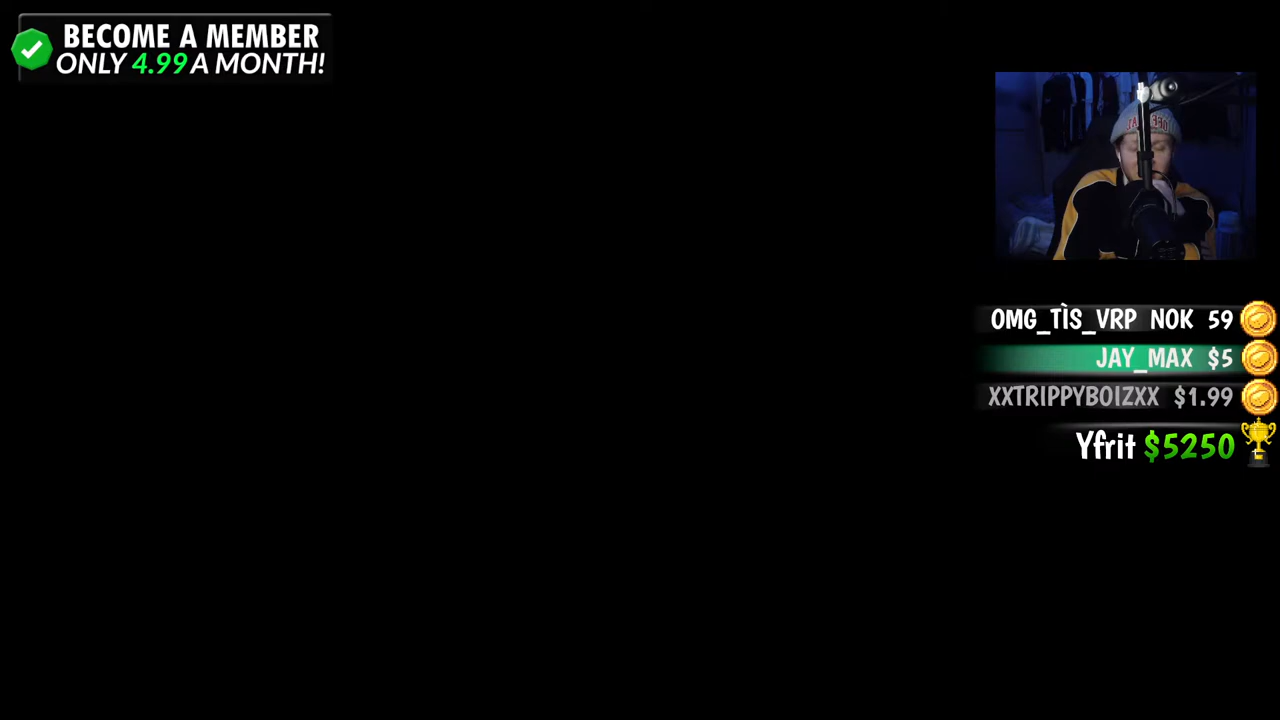 BECOME A MEMBER
ONLY 4.99 A MONTH!
OMG_TÌS_VRP NOK 59
JAY_MAX $5
XXTRIPPYBOIZXX $1.99
Yfrit $5250